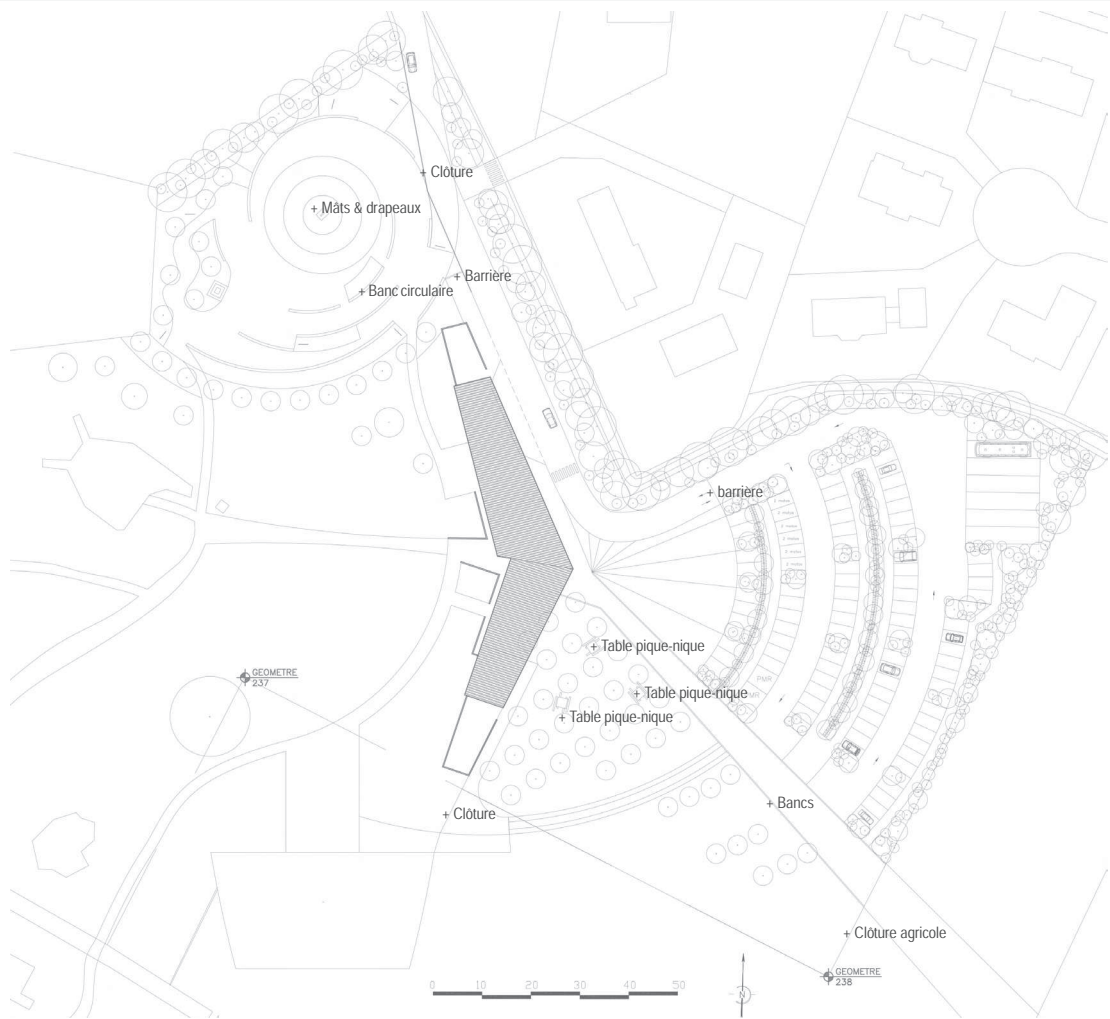 + Clôture
+ Mâts & drapeaux
+ Barrière
+ Banc circulaire
+ barrière
+ Table pique-nique
GEOMETRE
237
PMR
+ Table pique-nique
+ Table pique-nique
+ Bancs
+ Clôture
+ Clôture agricole
GEOMETRE
238
0 10 20 30 40 50
N